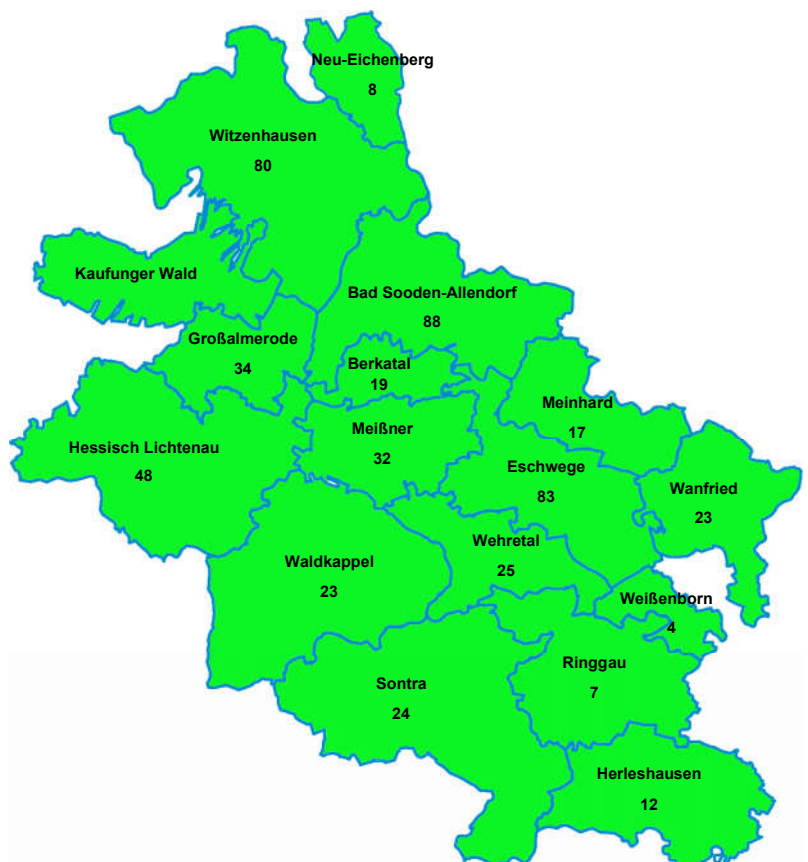 Neu-Eichenberg
8
Witzenhausen
80
Kaufunger Wald
Bad Sooden-Allendorf
88
Großalmerode
34
Berkatal
19
Meinhard
17
Meißner
32
Hessisch Lichtenau
48
Eschwege
83
Wanfried
23
Wehretal
25
Waldkappel
23
Weißenborn
4
Ringgau
7
Sontra
24
Herleshausen
12